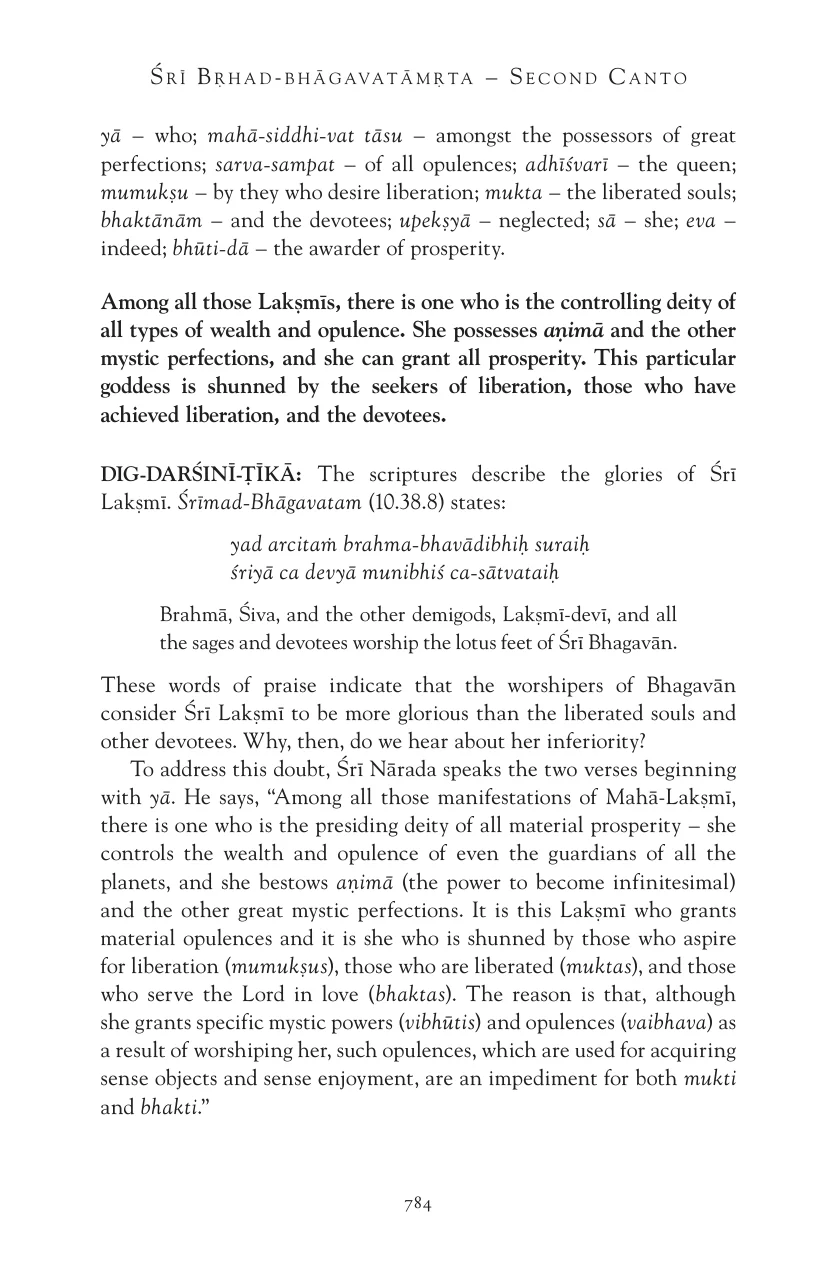 Śrī Bṛhad-bhāgavatāmṛta – Second Canto
yā – who; mahā-siddhi-vat tāsu – amongst the possessors of great
perfections; sarva-sampat – of all opulences; adhīśvarī – the queen;
mumukṣu – by they who desire liberation; mukta – the liberated souls;
bhaktānām – and the devotees; upekṣyā – neglected; sā – she; eva –
indeed; bhūti-dā – the awarder of prosperity.
Among all those Lakṣmīs, there is one who is the controlling deity of
all types of wealth and opulence. She possesses aṇimā and the other
mystic perfections, and she can grant all prosperity. This particular
goddess is shunned by the seekers of liberation, those who have
achieved liberation, and the devotees.
DIG-DARŚINĪ-ṬĪKĀ: The scriptures describe the glories of Śrī
Lakṣmī. Śrīmad-Bhāgavatam (10.38.8) states:
yad arcitaṁ brahma-bhavādibhiḥ suraiḥ
śriyā ca devyā munibhiś ca-sātvataiḥ
Brahmā, Śiva, and the other demigods, Lakṣmī-devī, and all
the sages and devotees worship the lotus feet of Śrī Bhagavān.
These words of praise indicate that the worshipers of Bhagavān
consider Śrī Lakṣmī to be more glorious than the liberated souls and
other devotees. Why, then, do we hear about her inferiority?
To address this doubt, Śrī Nārada speaks the two verses beginning
with yā. He says, “Among all those manifestations of Mahā-Lakṣmī,
there is one who is the presiding deity of all material prosperity – she
controls the wealth and opulence of even the guardians of all the
planets, and she bestows aṇimā (the power to become infinitesimal)
and the other great mystic perfections. It is this Lakṣmī who grants
material opulences and it is she who is shunned by those who aspire
for liberation (mumukṣus), those who are liberated (muktas), and those
who serve the Lord in love (bhaktas). The reason is that, although
she grants specific mystic powers (vibhūtis) and opulences (vaibhava) as
a result of worshiping her, such opulences, which are used for acquiring
sense objects and sense enjoyment, are an impediment for both mukti
and bhakti.”
784